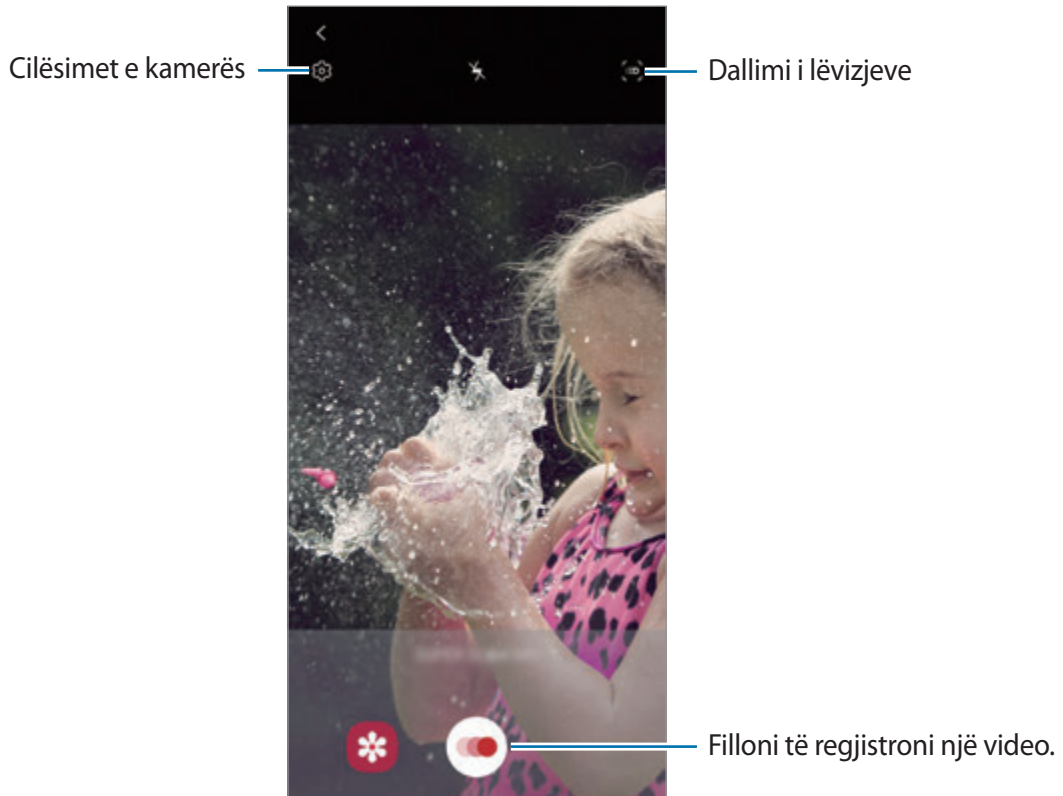 Cilësimet e kamerës
Dallimi i lëvizjeve
Filloni të regjistroni një video.